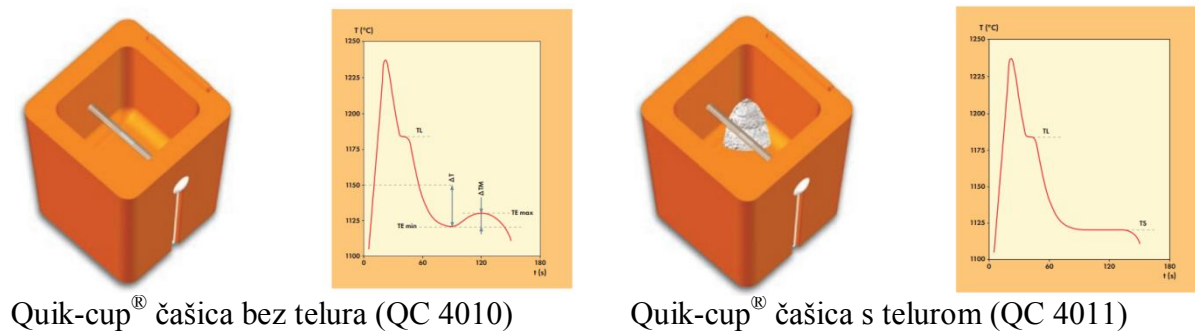 T (°C)
1250
1225
1200
1175
1150
1125
1100
0
60
120
180
t (s)
TL
ΔT
ΔTM
TE max
TE min
T (°C)
1250
1225
1200
1175
1150
1125
1100
0
60
120
180
t (s)
TL
TS
Quik-cup® čašica bez telura (QC 4010)
Quik-cup® čašica s telurom (QC 4011)